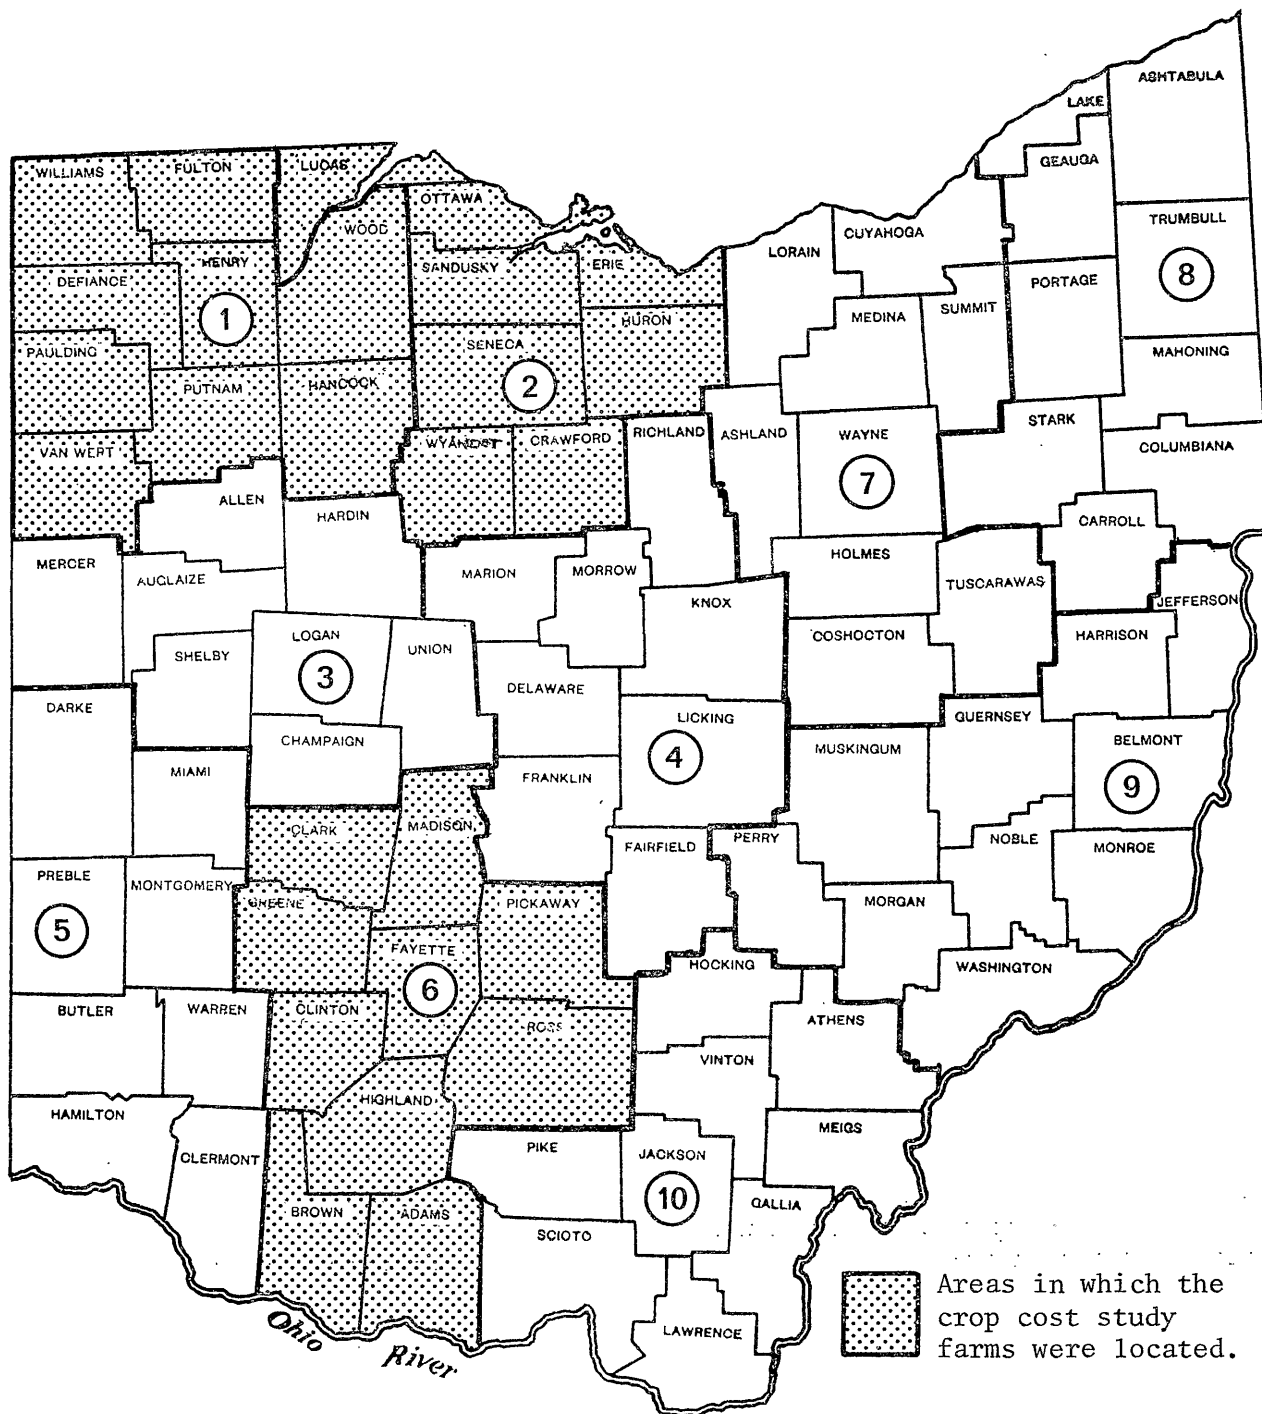 ASHTABULA
LAKE
GEAUGA
WILLIAMS
FULTON
LUCAS
OTTAWA
WOOD
TRUMBULL
CUYAHOGA
LORAIN
HENRY
SANDUSKY
ERIE
8
DEFIANCE
PORTAGE
1
SUMMIT
MEDINA
HURON
SENECA
MAHONING
PAULDING
2
PUTNAM
HANCOCK
STARK
RICHLAND
ASHLAND
WAYNE
WYANDOT
CRAWFORD
COLUMBIANA
VAN WERT
7
ALLEN
HARDIN
CARROLL
HOLMES
MERCER
AUGLAIZE
MARION
MORROW
TUSCARAWAS
KNOX
JEFFERSON
LOGAN
COSHOCTON
HARRISON
UNION
SHELBY
3
DELAWARE
DARKE
LICKING
GUERNSEY
CHAMPAIGN
BELMONT
MUSKINGUM
4
MIAMI
FRANKLIN
9
CLARK
MADISON
PERRY
NOBLE
FAIRFIELD
MONROE
PREBLE
MONTGOMERY
GREENE
PICKAWAY
MORGAN
5
FAYETTE
HOCKING
WASHINGTON
6
BUTLER
WARREN
CLINTON
ROSS
ATHENS
VINTON
HIGHLAND
HAMILTON
MEIGS
PIKE
JACKSON
CLERMONT
10
GALLIA
BROWN
ADAMS
SCIOTO
LAWRENCE
Ohio River
Areas in which the
crop cost study
farms were located.